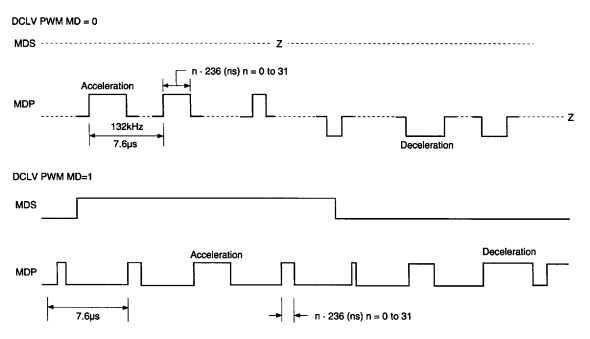 DCLV PWM MD = 0
MDS
Z
n · 236 (ns) n = 0 to 31
Acceleration
MDP
Z
132kHz
7.6µs
Deceleration
DCLV PWM MD=1
MDS
Acceleration
Deceleration
MDP
7.6µs
n · 236 (ns) n = 0 to 31